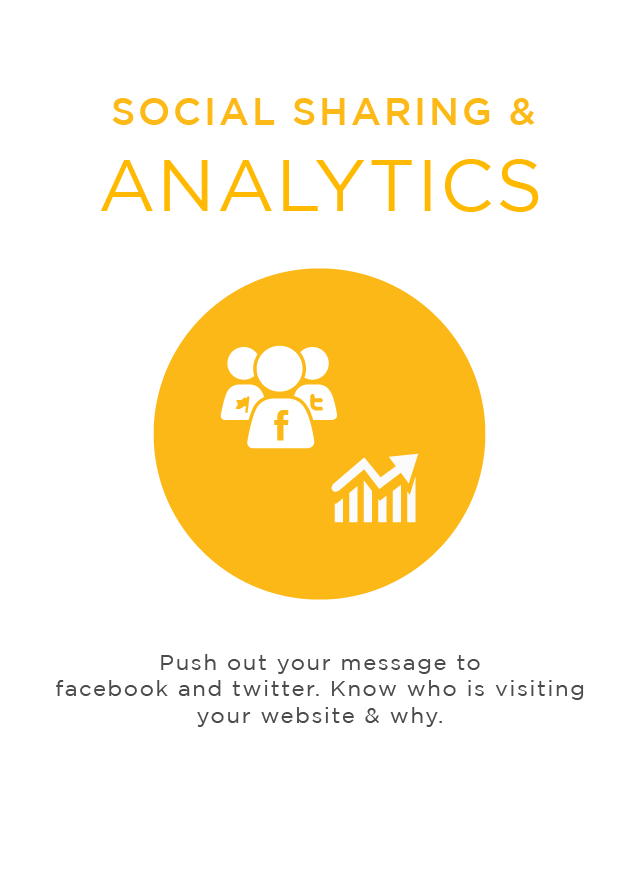 SOCIAL SHARING &
ANALYTICS
f
t
Push out your message to
facebook and twitter. Know who is visiting
your website & why.